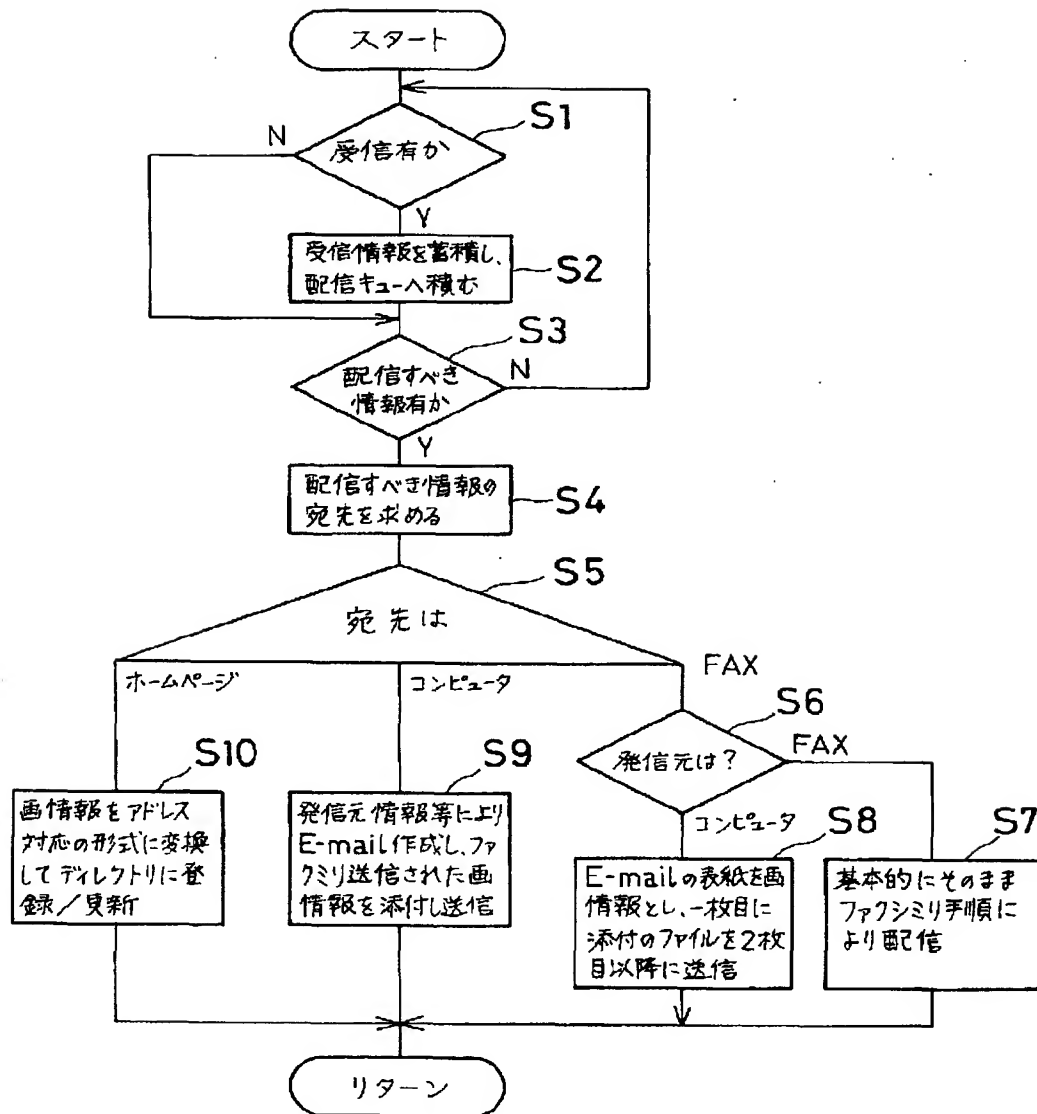 スタート
S1
N
受信有か
Y
受信情報を蓄積し、
配信キューへ積む
S2
S3
配信すべき
情報有か
N
Y
配信すべき情報の
宛先を求める
S4
S5
宛先は
ホームページ
コンピュータ
FAX
S6
発信元は?
FAX
コンピュータ
S10
画情報をアドレス
対応の形式に変換
してディレクトリに登
録/更新
S9
発信元情報等により
E-mail作成し、ファ
クミリ送信された画
情報を添付し送信
S8
E-mailの表紙を画
情報とし、一枚目に
添付のファイルを2枚
目以降に送信
S7
基本的にそのまま
ファクシミリ手順に
より配信
リターン